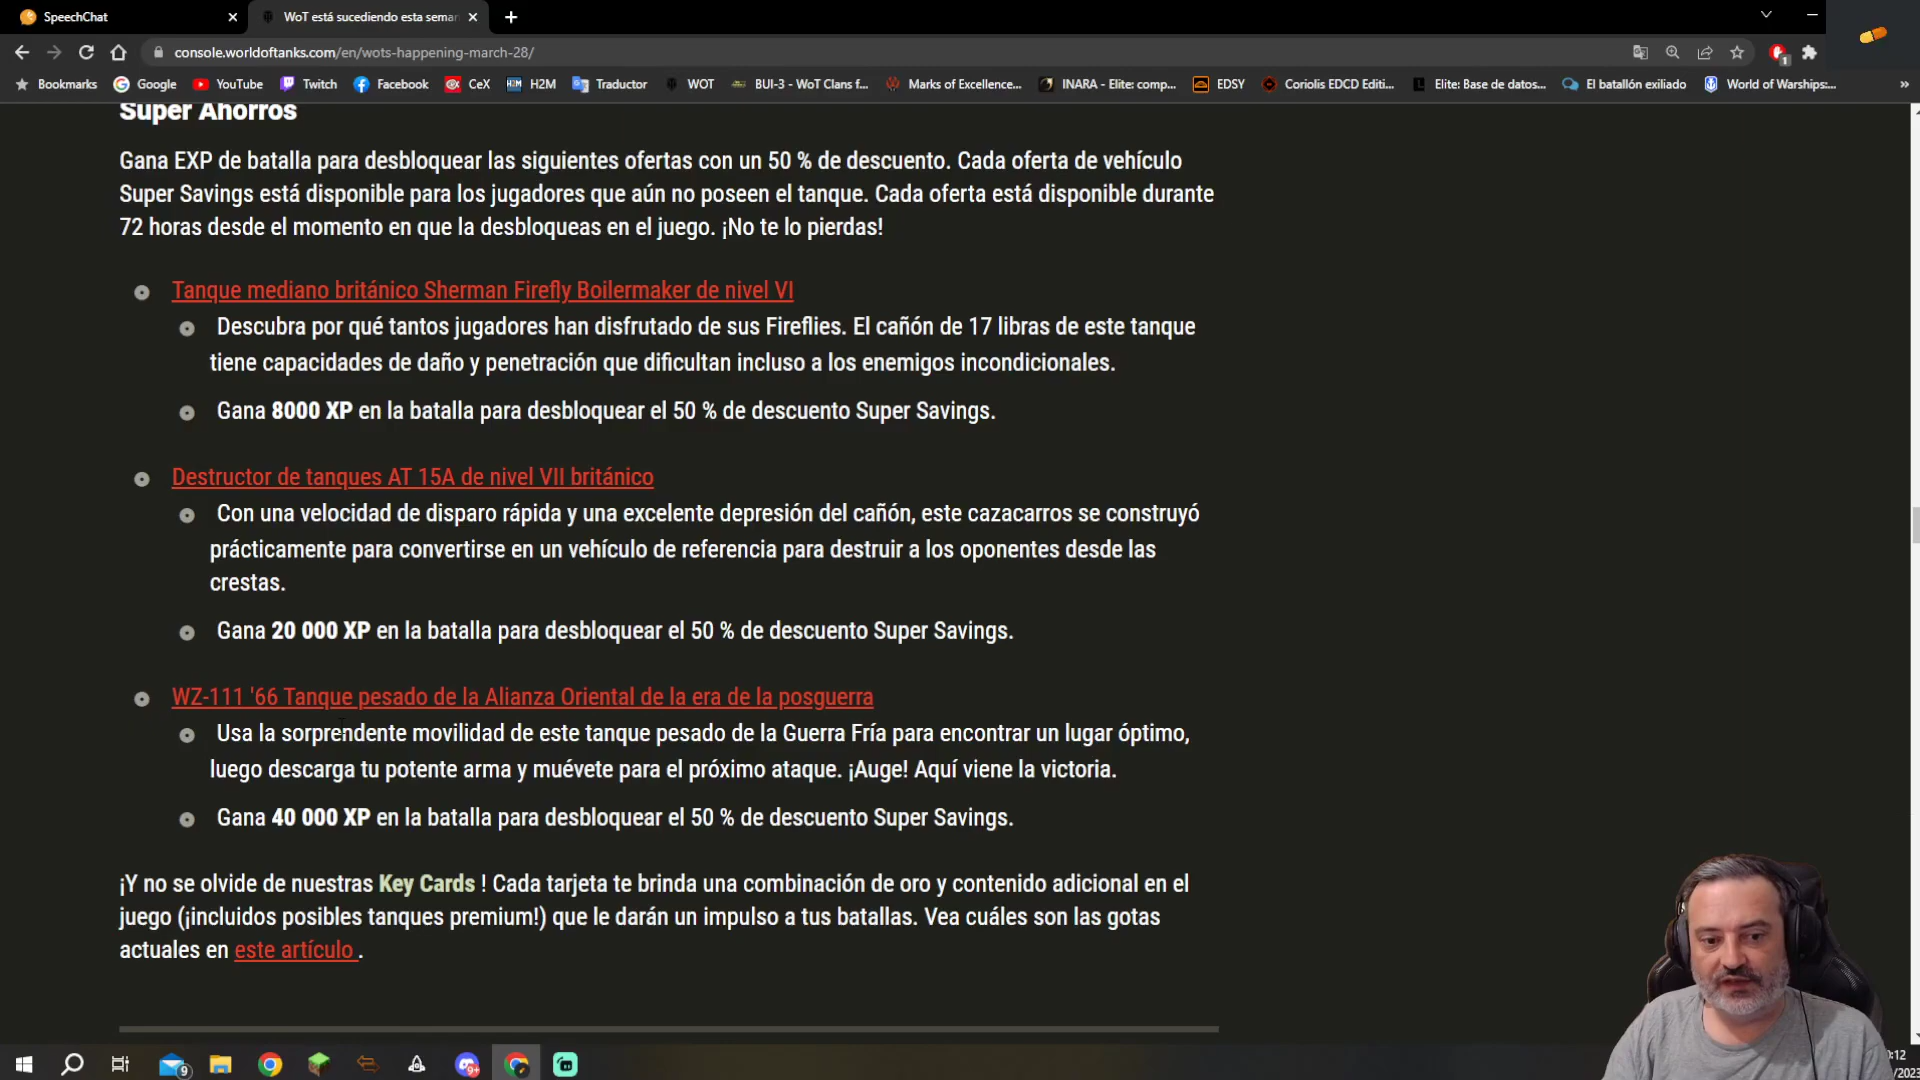 SpeechChat
WoT está sucediendo esta seman
console.worldoftanks.com/en/wots-happening-march-28/
Bookmarks Google YouTube Twitch Facebook CeX H2M Traductor WOT BUI-3 - WoT Clans f... Marks of Excellence... INARA - Elite: comp... EDSY Coriolis EDCD Editi... Elite: Base de datos... El batallón exiliado World of Warships:... »
Super Ahorros
Gana EXP de batalla para desbloquear las siguientes ofertas con un 50 % de descuento. Cada oferta de vehículo
Super Savings está disponible para los jugadores que aún no poseen el tanque. Cada oferta está disponible durante
72 horas desde el momento en que la desbloqueas en el juego. ¡No te lo pierdas!
Tanque mediano británico Sherman Firefly Boilermaker de nivel VI
Descubra por qué tantos jugadores han disfrutado de sus Fireflies. El cañón de 17 libras de este tanque
tiene capacidades de daño y penetración que dificultan incluso a los enemigos incondicionales.
Gana 8000 XP en la batalla para desbloquear el 50 % de descuento Super Savings.
Destructor de tanques AT 15A de nivel VII británico
Con una velocidad de disparo rápida y una excelente depresión del cañón, este cazacarros se construyó
prácticamente para convertirse en un vehículo de referencia para destruir a los oponentes desde las
crestas.
Gana 20 000 XP en la batalla para desbloquear el 50 % de descuento Super Savings.
WZ-111 '66 Tanque pesado de la Alianza Oriental de la era de la posguerra
Usa la sorprendente movilidad de este tanque pesado de la Guerra Fría para encontrar un lugar óptimo,
luego descarga tu potente arma y muévete para el próximo ataque. ¡Auge! Aquí viene la victoria.
Gana 40 000 XP en la batalla para desbloquear el 50 % de descuento Super Savings.
¡Y no se olvide de nuestras Key Cards ! Cada tarjeta te brinda una combinación de oro y contenido adicional en el
juego (¡incluidos posibles tanques premium!) que le darán un impulso a tus batallas. Vea cuáles son las gotas
actuales en este artículo .
:12
/2023